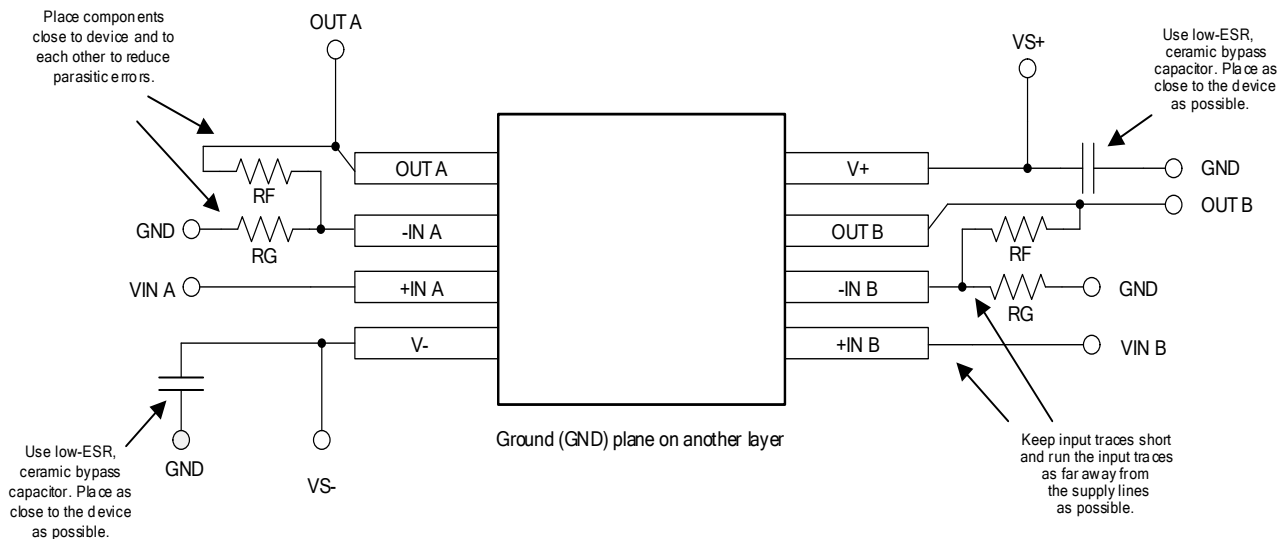 Place components
close to device and to
each other to reduce
parasitic errors.
OUT A
VS+
Use low-ESR,
ceramic bypass
capacitor. Place as
close to the device
as possible.
OUT A
V+
GND
RF
OUT B
GND
-IN A
OUT B
RG
RF
VIN A
+IN A
-IN B
GND
RG
V-
+IN B
VIN B
Ground (GND) plane on another layer
Use low-ESR,
ceramic bypass
capacitor. Place as
close to the device
as possible.
GND
VS-
Keep input traces short
and run the input traces
as far away from
the supply lines
as possible.